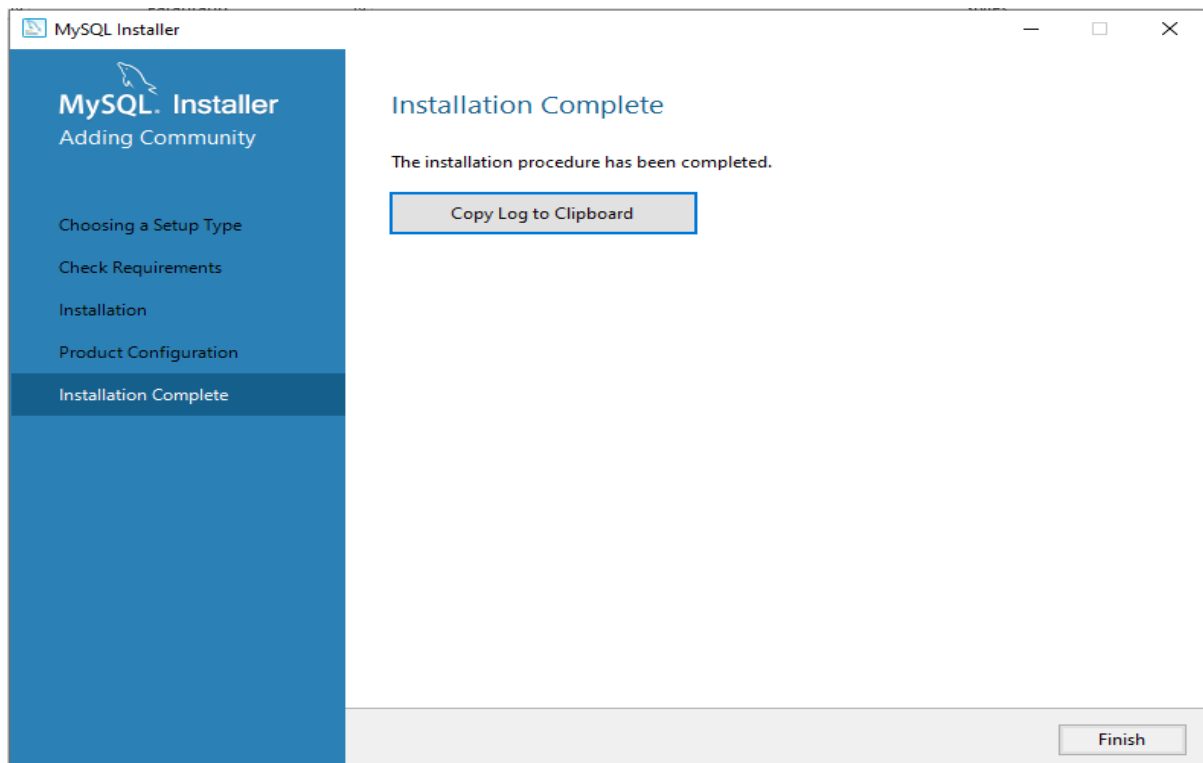 MySQL Installer
MySQL. Installer
Adding Community
Choosing a Setup Type
Check Requirements
Installation
Product Configuration
Installation Complete
Installation Complete
The installation procedure has been completed.
Copy Log to Clipboard
Finish